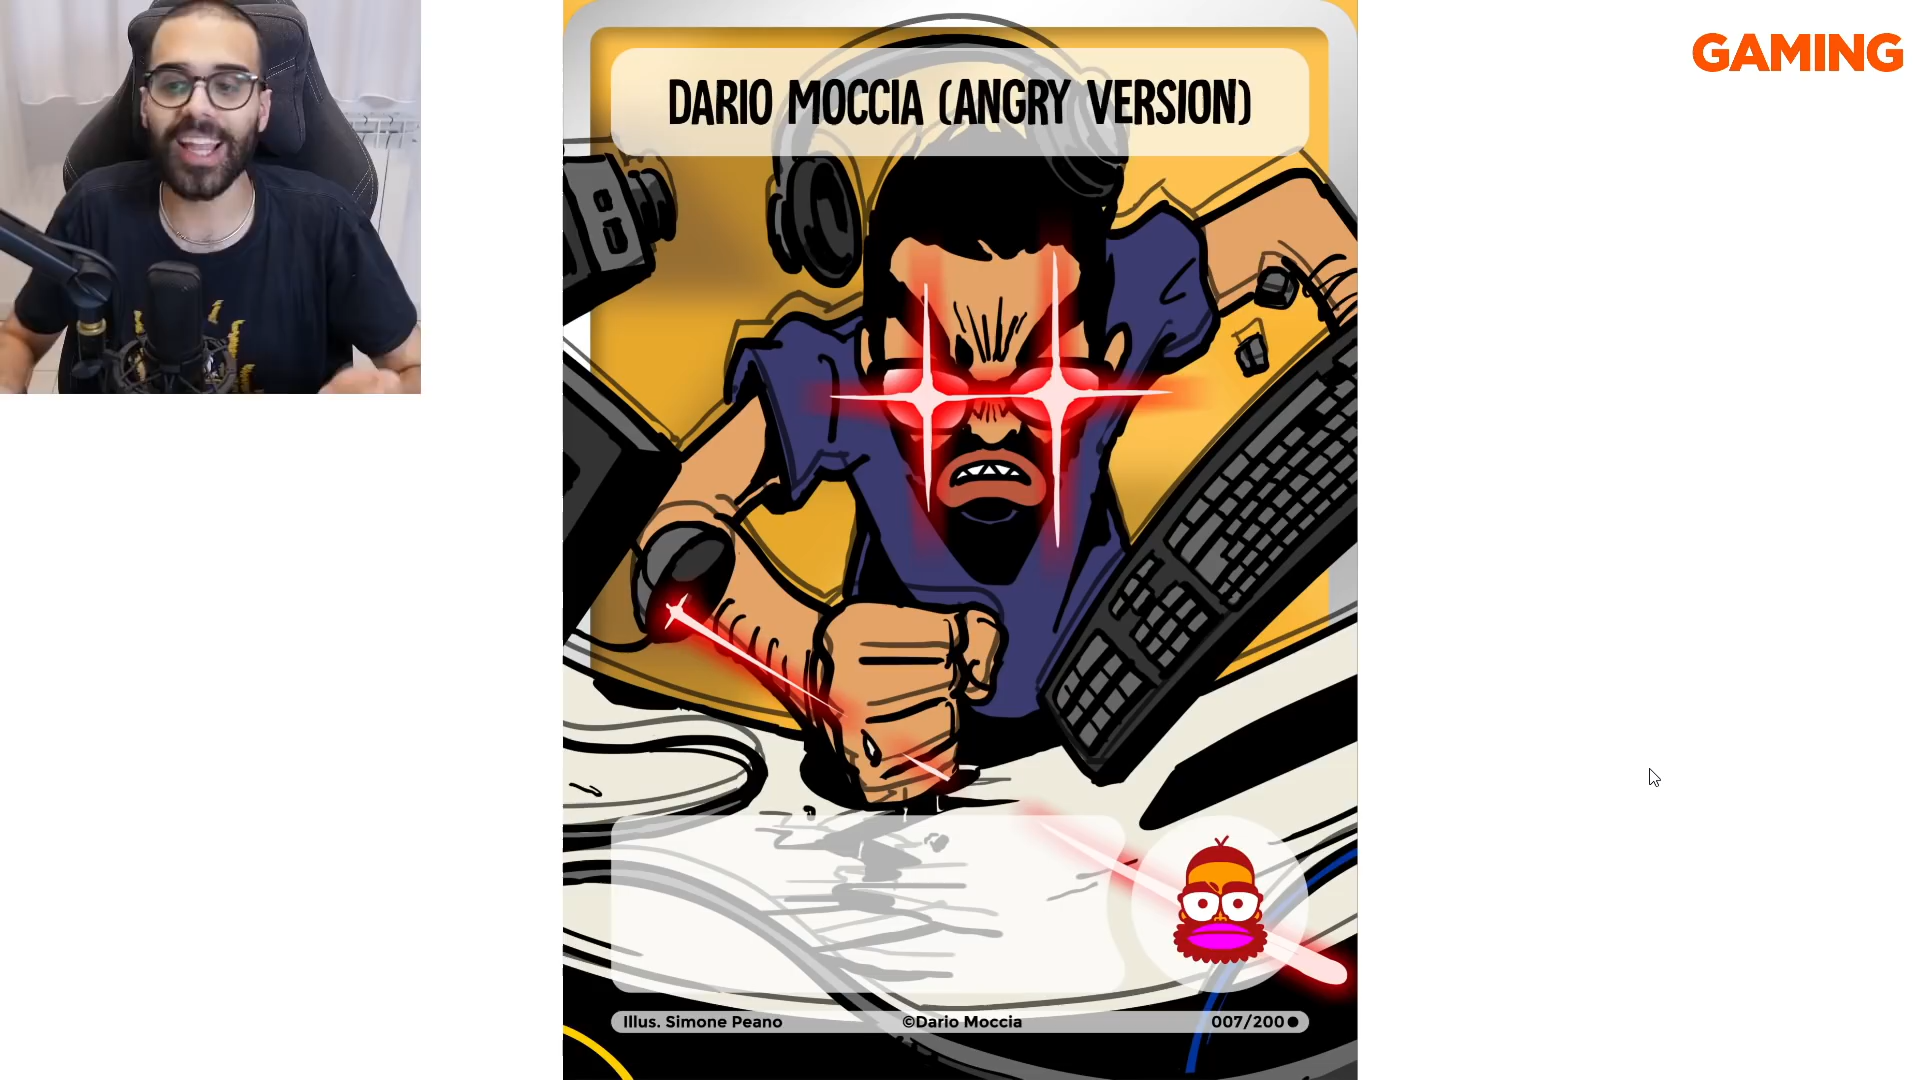 GAMING
DARIO MOCCIA (ANGRY VERSION)
Illus. Simone Peano
©Dario Moccia
007/200●